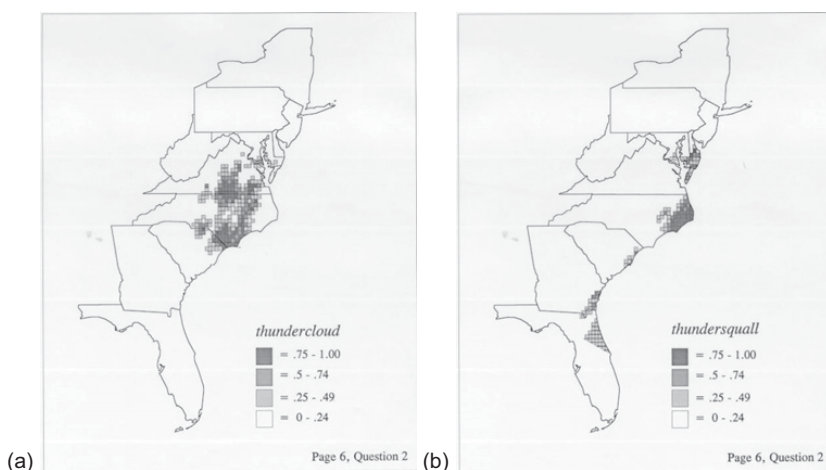 thundercloud
= .75 - 1.00
= .5 - .74
= .25 - .49
= 0 - .24
(a)
Page 6, Question 2
thundersquall
= .75 - 1.00
= .5 - .74
= .25 - .49
= 0 - .24
(b)
Page 6, Question 2